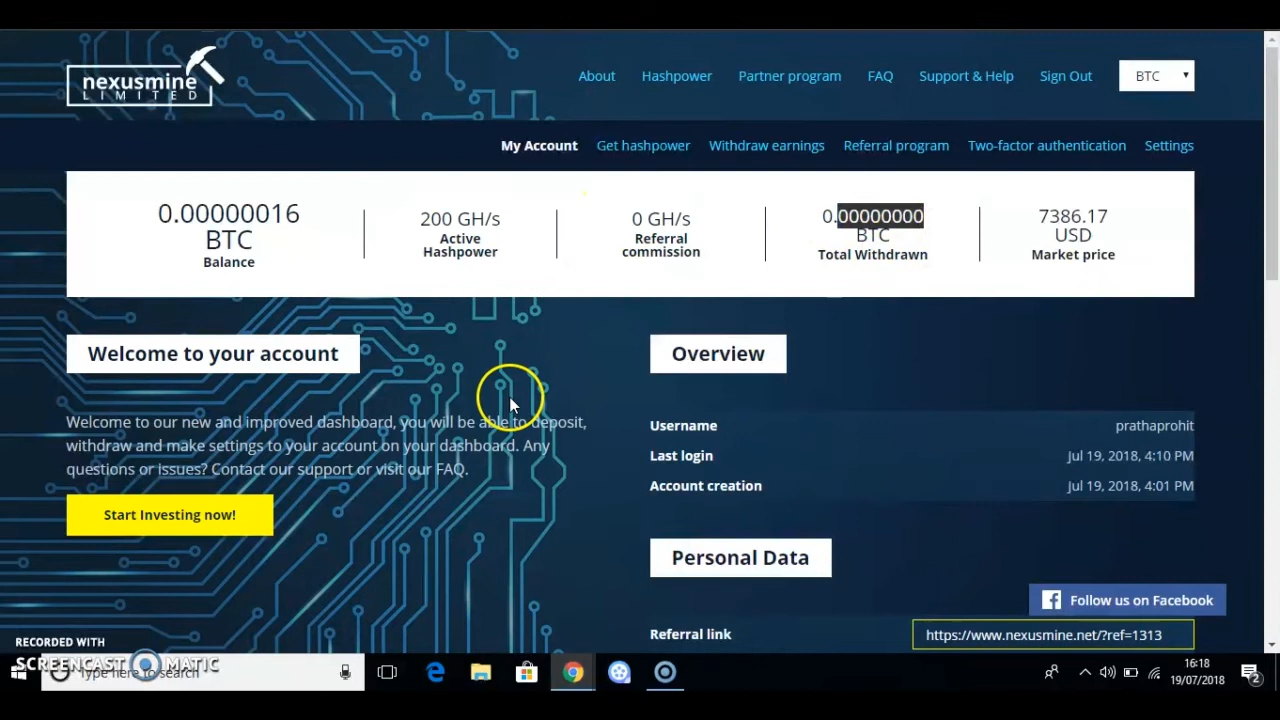 nexusmine
LIMITED
About Hashpower Partner program FAQ Support & Help Sign Out BTC
My Account Get hashpower Withdraw earnings Referral program Two-factor authentication Settings
0.00000016
BTC
Balance
200 GH/s
Active
Hashpower
0 GH/s
Referral
commission
0.00000000
BTC
Total Withdrawn
7386.17
USD
Market price
Welcome to your account
Welcome to our new and improved dashboard, you will be able to deposit,
withdraw and make settings to your account on your dashboard. Any
questions or issues? Contact our support or visit our FAQ.
Start Investing now!
Overview
Username prathaprohit
Last login Jul 19, 2018, 4:10 PM
Account creation Jul 19, 2018, 4:01 PM
Personal Data
Follow us on Facebook
Referral link https://www.nexusmine.net/?ref=1313
RECORDED WITH
SCREENCAST MATIC
Type here to search
16:18
19/07/2018
2